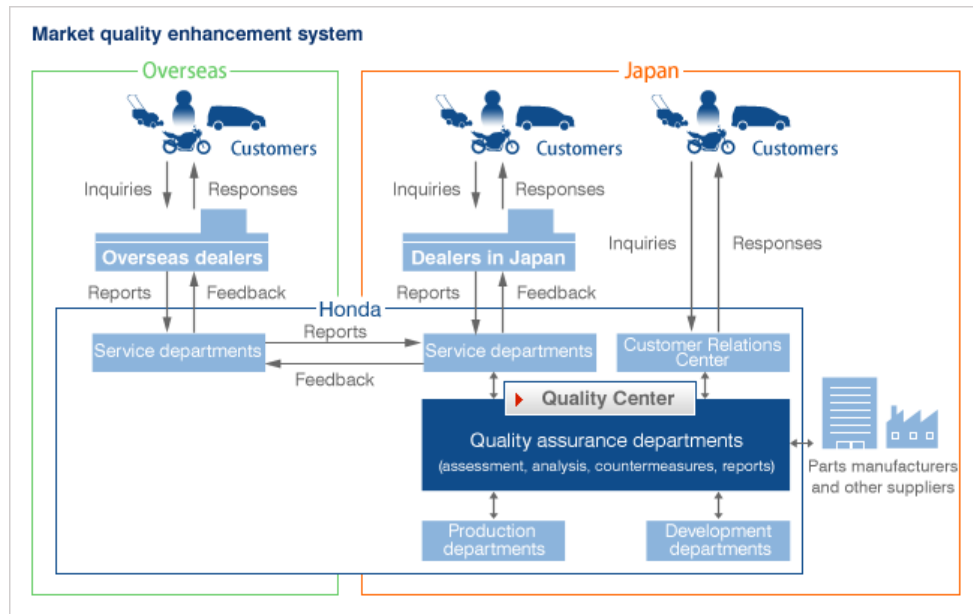 Market quality enhancement system
Overseas
Japan
Customers
Customers
Customers
Inquiries
Responses
Inquiries
Responses
Inquiries
Responses
Overseas dealers
Dealers in Japan
Reports
Feedback
Reports
Feedback
Honda
Service departments
Reports
Feedback
Service departments
Customer Relations
Center
Quality Center
Quality assurance departments
(assessment, analysis, countermeasures, reports)
Parts manufacturers
and other suppliers
Production
departments
Development
departments